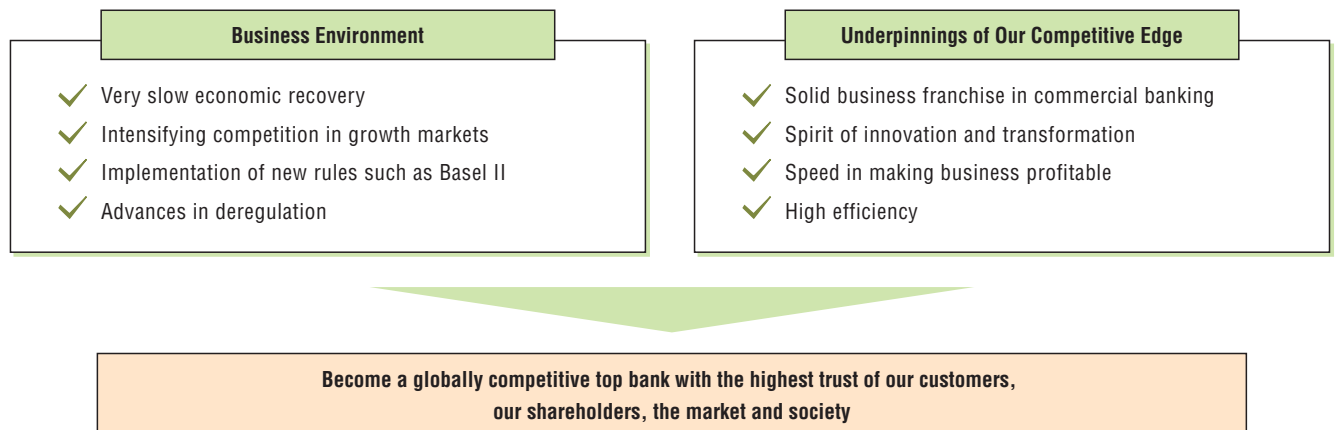 Business Environment
Very slow economic recovery
Intensifying competition in growth markets
Implementation of new rules such as Basel II
Advances in deregulation
Underpinnings of Our Competitive Edge
Solid business franchise in commercial banking
Spirit of innovation and transformation
Speed in making business profitable
High efficiency
Become a globally competitive top bank with the highest trust of our customers,
our shareholders, the market and society